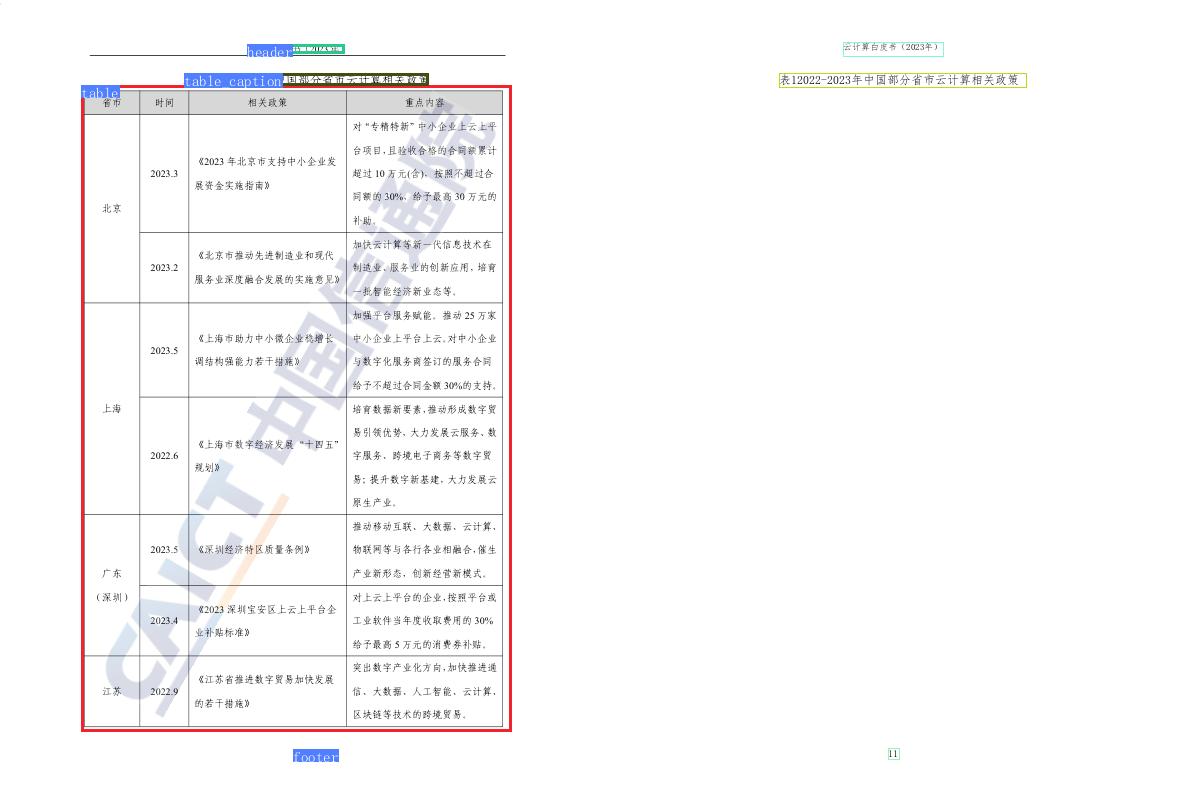 header
table caption
国部分省市云计算相关政策
table
省市 时间 相关政策 重点内容
北京
2023.3
《2023 年北京市支持中小企业发
展资金实施指南》
对“专精特新”中小企业上云上平
台项目，且验收合格的合同额累计
超过 10 万元(含)，按照不超过合
同额的 30%、给予最高 30 万元的
补助。
2023.2
《北京市推动先进制造业和现代
服务业深度融合发展的实施意见》
加快云计算等新一代信息技术在
制造业、服务业的创新应用，培育
一批智能经济新业态等。
上海
2023.5
《上海市助力中小微企业稳增长
调结构强能力若干措施》
加强平台服务赋能。推动 25 万家
中小企业上平台上云。对中小企业
与数字化服务商签订的服务合同
给予不超过合同金额 30%的支持。
2022.6
《上海市数字经济发展“十四五”
规划》
培育数据新要素，推动形成数字贸
易引领优势、大力发展云服务、数
字服务、跨境电子商务等数字贸
易；提升数字新基建，大力发展云
原生产业。
广东
（深圳）
2023.5
《深圳经济特区质量条例》
推动移动互联、大数据、云计算、
物联网等与各行各业相融合，催生
产业新形态，创新经营新模式。
2023.4
《2023 深圳宝安区上云上平台企
业补贴标准》
对上云上平台的企业，按照平台或
工业软件当年度收取费用的 30%
给予最高 5 万元的消费券补贴。
江苏
2022.9
《江苏省推进数字贸易加快发展
的若干措施》
突出数字产业化方向，加快推进通
信、大数据、人工智能、云计算、
区块链等技术的跨境贸易。
CAICT 中国信通院
footer
云计算白皮书（2023年）
表12022-2023年中国部分省市云计算相关政策
11